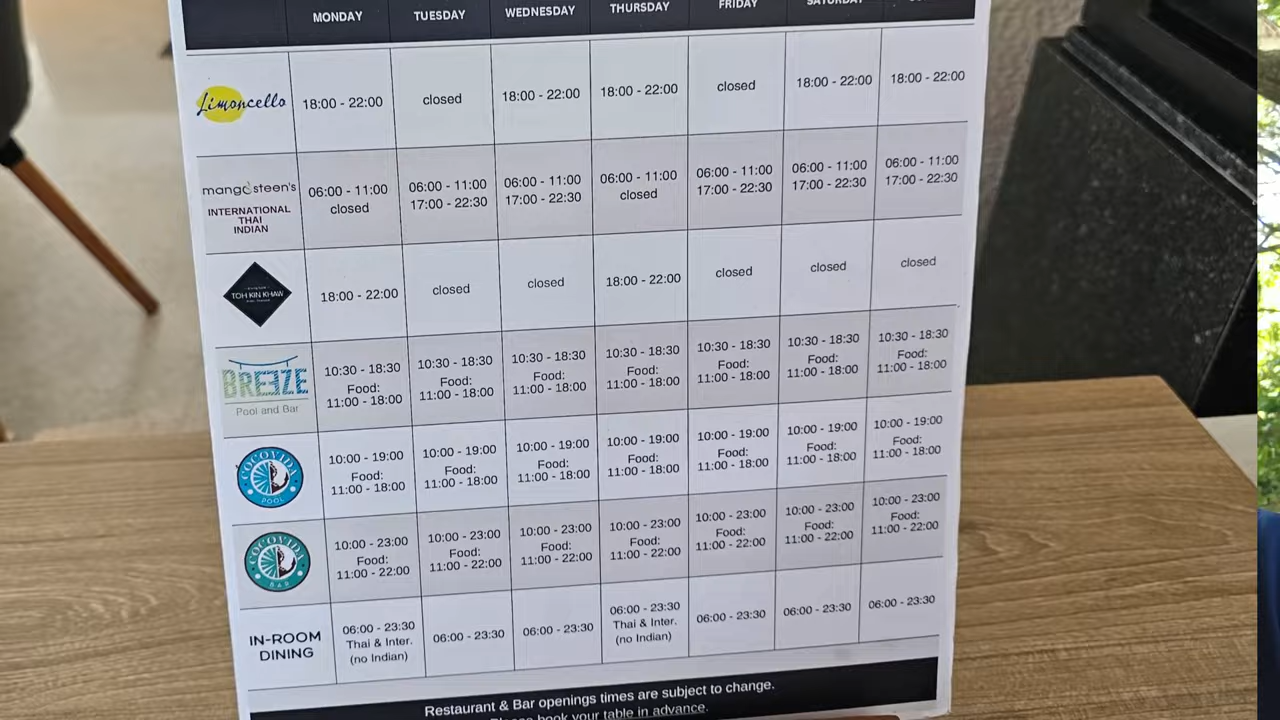 MONDAY TUESDAY WEDNESDAY THURSDAY FRIDAY SATURDAY
Limoncello 18:00 - 22:00 closed 18:00 - 22:00 18:00 - 22:00 closed 18:00 - 22:00 18:00 - 22:00
mangosteen's 06:00 - 11:00 06:00 - 11:00 06:00 - 11:00 06:00 - 11:00 06:00 - 11:00 06:00 - 11:00 06:00 - 11:00
INTERNATIONAL closed 17:00 - 22:30 17:00 - 22:30 closed 17:00 - 22:30 17:00 - 22:30 17:00 - 22:30
THAI
INDIAN
TOH KIN KHAW 18:00 - 22:00 closed closed 18:00 - 22:00 closed closed closed
BREEZE 10:30 - 18:30 10:30 - 18:30 10:30 - 18:30 10:30 - 18:30 10:30 - 18:30 10:30 - 18:30 10:30 - 18:30
Food: Food: Food: Food: Food: Food: Food:
Pool and Bar 11:00 - 18:00 11:00 - 18:00 11:00 - 18:00 11:00 - 18:00 11:00 - 18:00 11:00 - 18:00 11:00 - 18:00
COCOVIDA 10:00 - 19:00 10:00 - 19:00 10:00 - 19:00 10:00 - 19:00 10:00 - 19:00 10:00 - 19:00 10:00 - 19:00
Food: Food: Food: Food: Food: Food: Food:
POOL 11:00 - 18:00 11:00 - 18:00 11:00 - 18:00 11:00 - 18:00 11:00 - 18:00 11:00 - 18:00 11:00 - 18:00
COCOVIDA 10:00 - 23:00 10:00 - 23:00 10:00 - 23:00 10:00 - 23:00 10:00 - 23:00 10:00 - 23:00 10:00 - 23:00
Food: Food: Food: Food: Food: Food: Food:
BAR 11:00 - 22:00 11:00 - 22:00 11:00 - 22:00 11:00 - 22:00 11:00 - 22:00 11:00 - 22:00 11:00 - 22:00
IN-ROOM 06:00 - 23:30 06:00 - 23:30 06:00 - 23:30 06:00 - 23:30 06:00 - 23:30 06:00 - 23:30 06:00 - 23:30
DINING Thai & Inter. Thai & Inter.
(no Indian) (no Indian)
Restaurant & Bar openings times are subject to change.
Please book your table in advance.